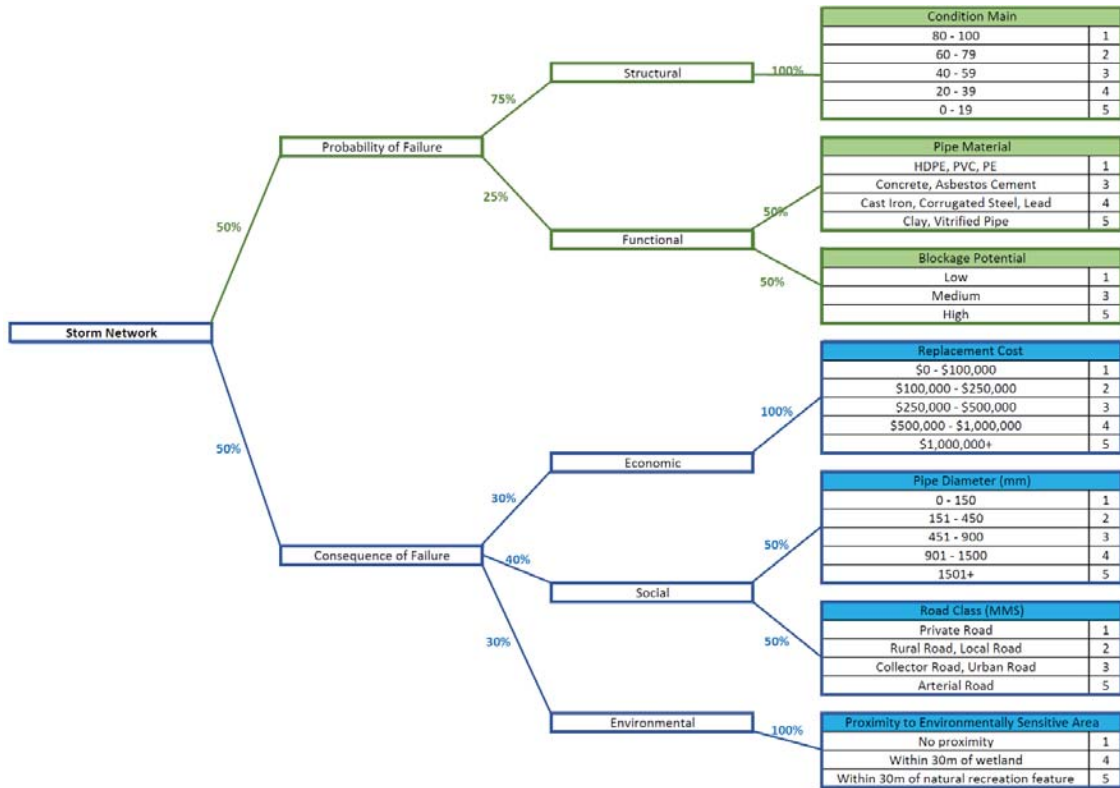 Condition Main
80 - 100 1
60 - 79 2
40 - 59 3
20 - 39 4
0 - 19 5
Structural
100%
75%
Probability of Failure
25%
50%
Pipe Material
HDPE, PVC, PE 1
Concrete, Asbestos Cement 3
Cast Iron, Corrugated Steel, Lead 4
Clay, Vitrified Pipe 5
50%
Functional
50%
Blockage Potential
Low 1
Medium 3
High 5
Storm Network
50%
Replacement Cost
$0 - $100,000 1
$100,000 - $250,000 2
$250,000 - $500,000 3
$500,000 - $1,000,000 4
$1,000,000+ 5
100%
Economic
30%
Consequence of Failure
40%
30%
Pipe Diameter (mm)
0 - 150 1
151 - 450 2
451 - 900 3
901 - 1500 4
1501+ 5
50%
Social
50%
Road Class (MMS)
Private Road 1
Rural Road, Local Road 2
Collector Road, Urban Road 3
Arterial Road 5
Environmental
100%
Proximity to Environmentally Sensitive Area
No proximity 1
Within 30m of wetland 4
Within 30m of natural recreation feature 5